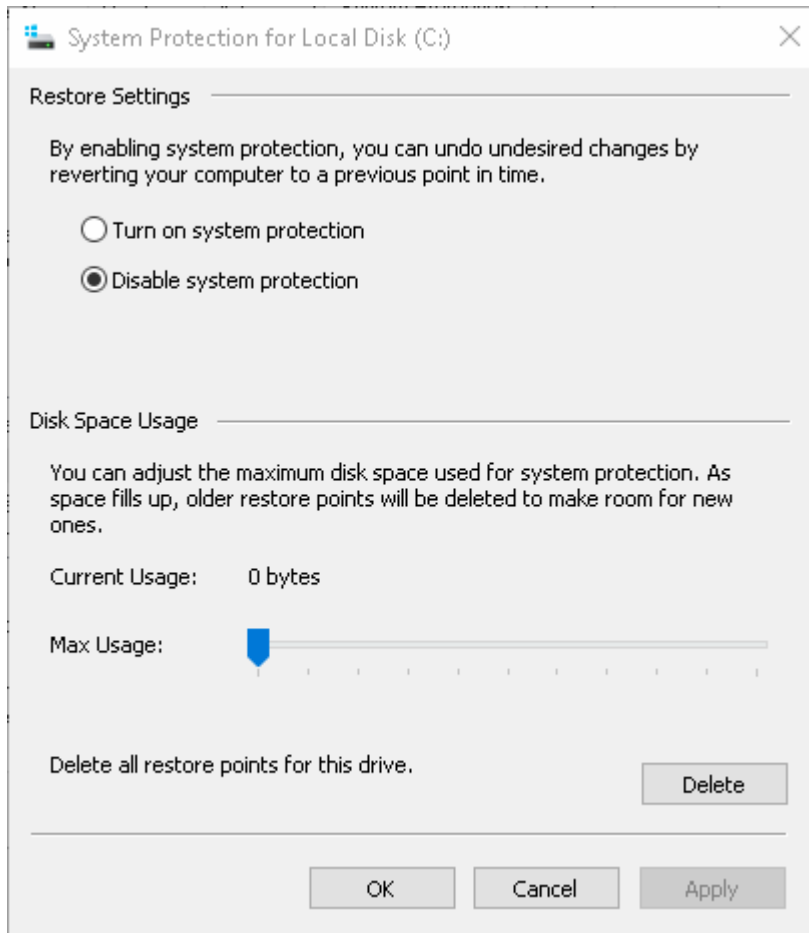 System Protection for Local Disk (C:)
Restore Settings
By enabling system protection, you can undo undesired changes by
reverting your computer to a previous point in time.
Turn on system protection
Disable system protection
Disk Space Usage
You can adjust the maximum disk space used for system protection. As
space fills up, older restore points will be deleted to make room for new
ones.
Current Usage: 0 bytes
Max Usage:
Delete all restore points for this drive.
Delete
OK Cancel Apply